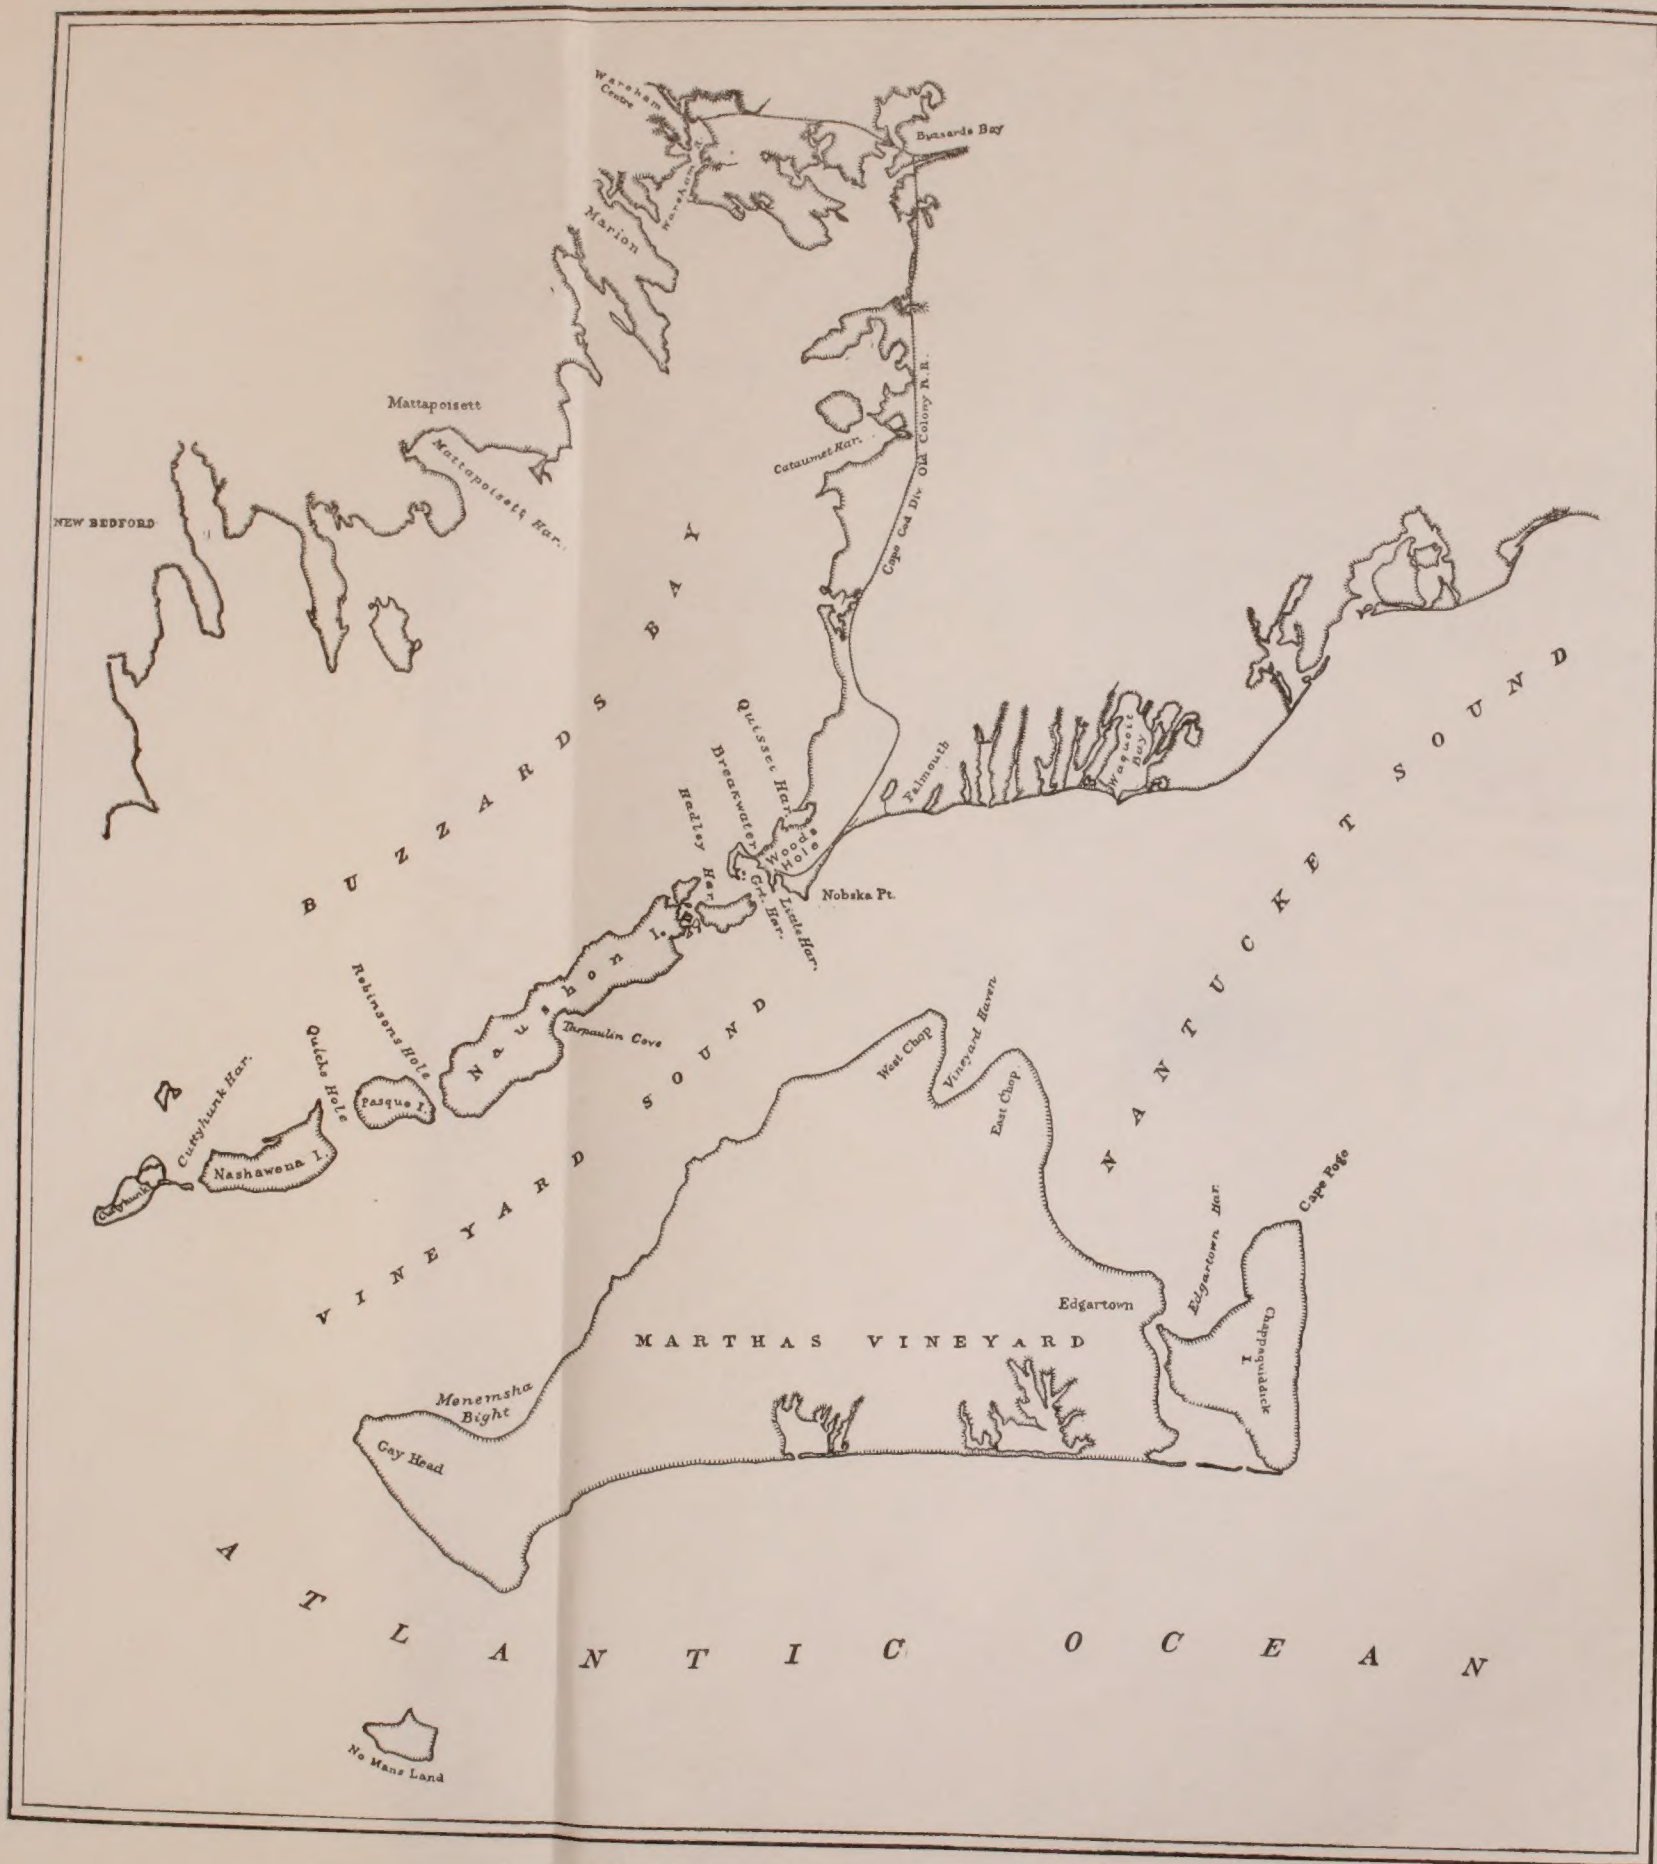 Wareham
Centre
Buzzards Bay
Wareham
Marion
Mattapoisett
Mattapoisett Har.
NEW BEDFORD
Cataumet Har.
Cape Cod Div Old Colony R.R.
BUZZARDS BAY
Quisset Har.
Breakwater
Hadley Har.
Woods
Hole
Grt. Har.
Little Har.
Nobska Pt.
Falmouth
Waquoit
Bay
NANTUCKET SOUND
Naushon I.
Tarpaulin Cove
Robinsons Hole
Quicks Hole
Pasque I.
Cuttyhunk Har.
Nashawena I.
Cuttyhunk
VINEYARD SOUND
West Chop
Vineyard Haven
East Chop
Cape Pogo
Edgartown Har.
Edgartown
Chappaquiddick
I
MARTHAS VINEYARD
Menemsha
Bight
Gay Head
ATLANTIC OCEAN
No Mans Land